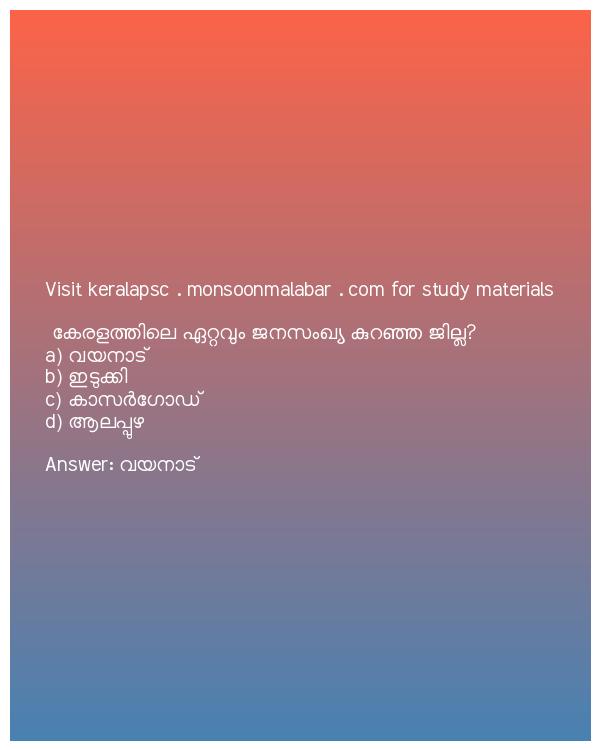 Visit keralapsc . monsoonmalabar . com for study materials
കേരളത്തിലെ ഏറ്റവും ജനസംഖ്യ കുറഞ്ഞ ജില്ല?
a) വയനാട്
b) ഇടുക്കി
c) കാസർഗോഡ്
d) ആലപ്പുഴ
Answer: വയനാട്